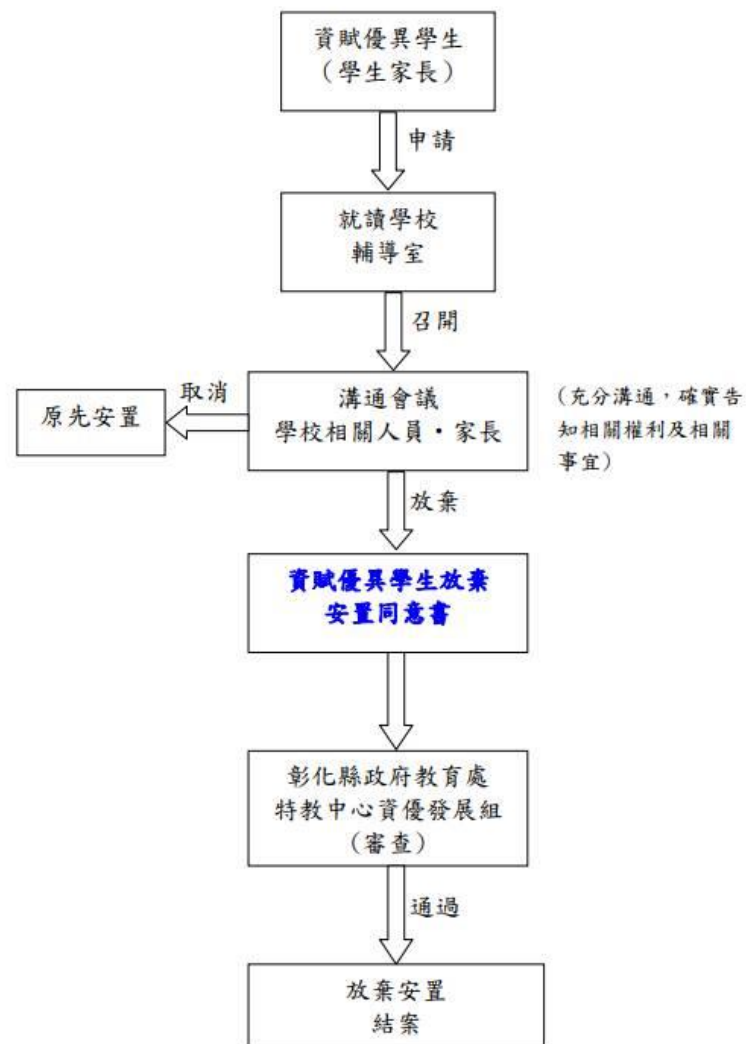 資賦優異學生
（學生家長）
申請
就讀學校
輔導室
召開
溝通會議
學校相關人員・家長
（充分溝通，確實告
知相關權利及相關
事宜）
取消
原先安置
放棄
資賦優異學生放棄
安置同意書
彰化縣政府教育處
特教中心資優發展組
（審查）
通過
放棄安置
結案